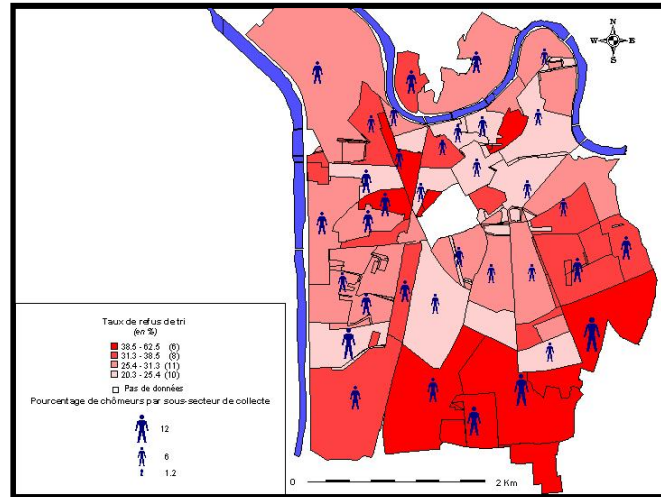 N
W E
S
Taux de refus de tri
(en %)
38.5 - 62.5 (6)
31.3 - 38.5 (8)
25.4 - 31.3 (11)
20.3 - 25.4 (10)
Pas de données
Pourcentage de chômeurs par sous-secteur de collecte
12
6
1.2
0 2 Km